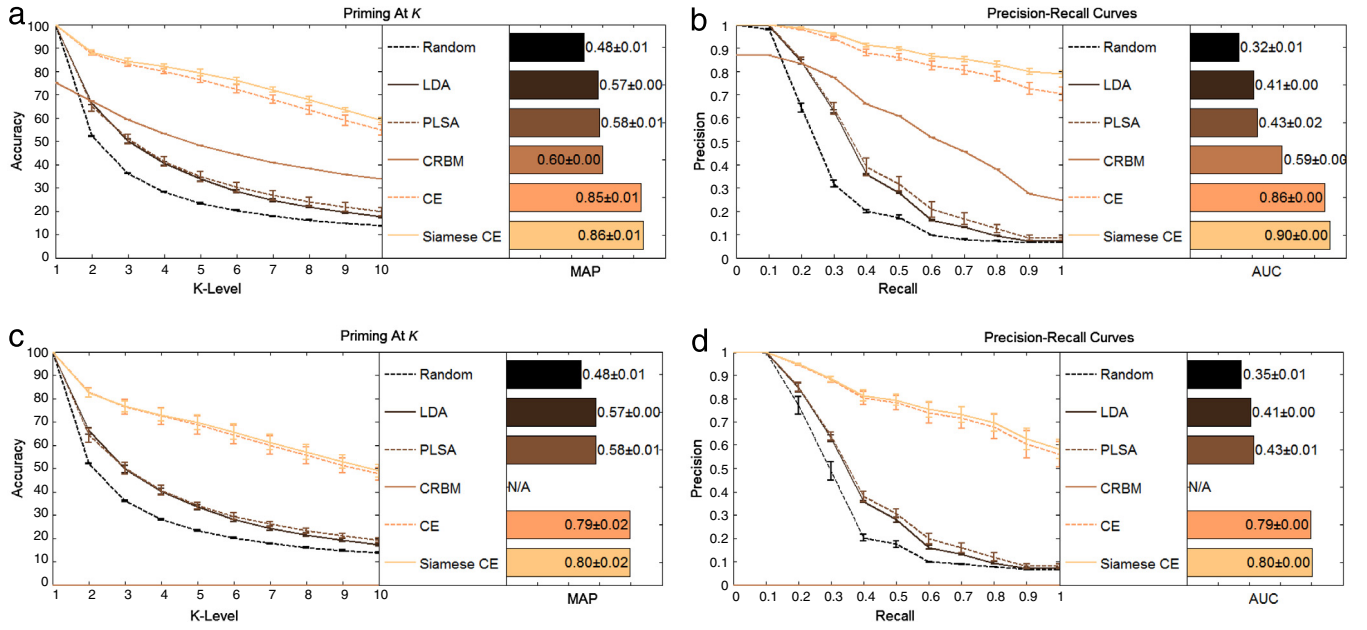 a
Priming At K
Accuracy
100
90
80
70
60
50
40
30
20
10
0
1 2 3 4 5 6 7 8 9 10
K-Level
Random
LDA
PLSA
CRBM
CE
Siamese CE
0.48±0.01
0.57±0.00
0.58±0.01
0.60±0.00
0.85±0.01
0.86±0.01
MAP
b
Precision-Recall Curves
Precision
1
0.9
0.8
0.7
0.6
0.5
0.4
0.3
0.2
0.1
0
0 0.1 0.2 0.3 0.4 0.5 0.6 0.7 0.8 0.9 1
Recall
Random
LDA
PLSA
CRBM
CE
Siamese CE
0.32±0.01
0.41±0.00
0.43±0.02
0.59±0.00
0.86±0.00
0.90±0.00
AUC
c
Priming At K
Accuracy
100
90
80
70
60
50
40
30
20
10
0
1 2 3 4 5 6 7 8 9 10
K-Level
Random
LDA
PLSA
CRBM
CE
Siamese CE
0.48±0.01
0.57±0.00
0.58±0.01
N/A
0.79±0.02
0.80±0.02
MAP
d
Precision-Recall Curves
Precision
1
0.9
0.8
0.7
0.6
0.5
0.4
0.3
0.2
0.1
0
0 0.1 0.2 0.3 0.4 0.5 0.6 0.7 0.8 0.9 1
Recall
Random
LDA
PLSA
CRBM
CE
Siamese CE
0.35±0.01
0.41±0.00
0.43±0.01
N/A
0.79±0.00
0.80±0.00
AUC